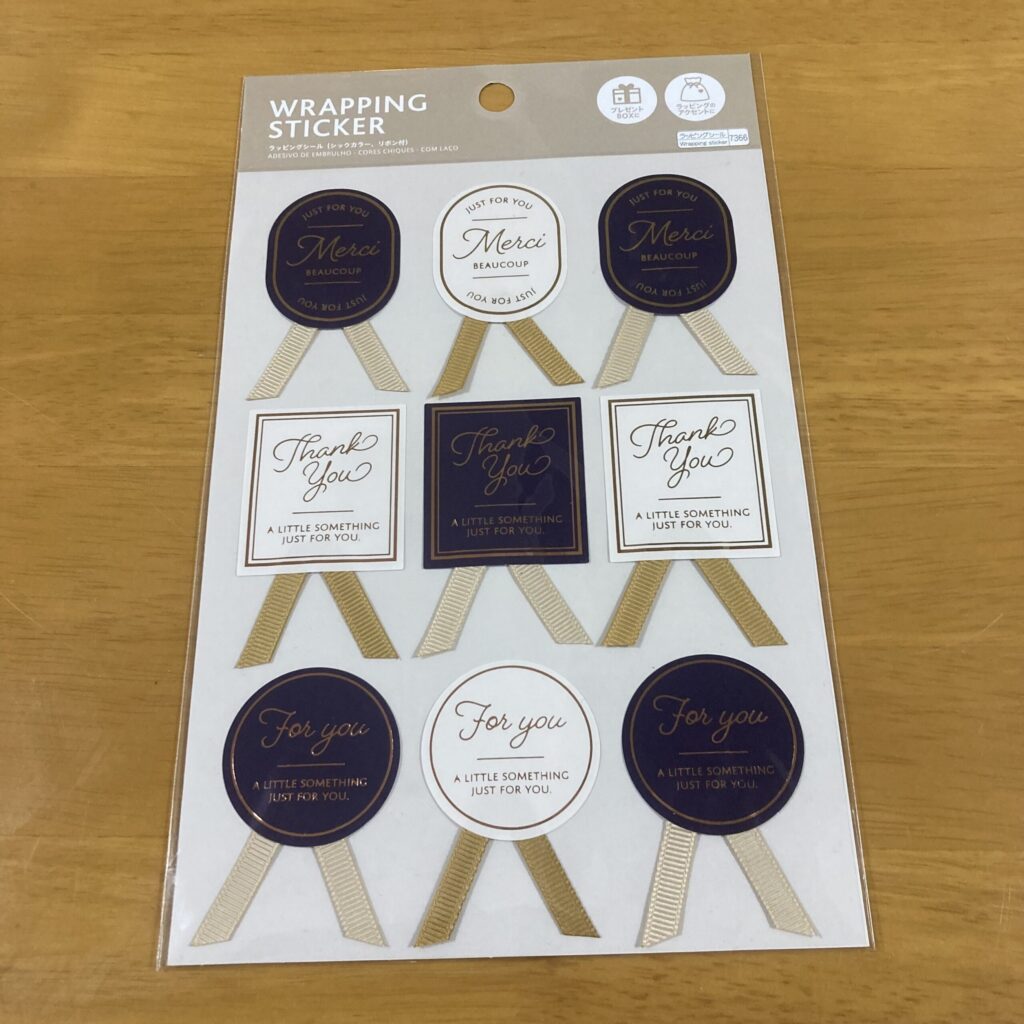 WRAPPING
STICKER
ラッピングシール (シックカラー、リボン付)
ADESIVO DE EMBRULHO · CORES CHIQUES · COM LAÇO
プレゼント
BOXに
ラッピングの
アクセントに
ラッピングシール
Wrapping sticker
7366
JUST FOR YOU
Merci
BEAUCOUP
JUST FOR YOU
JUST FOR YOU
Merci
BEAUCOUP
JUST FOR YOU
JUST FOR YOU
Merci
BEAUCOUP
JUST FOR YOU
Thank
You
A LITTLE SOMETHING
JUST FOR YOU.
Thank
You
A LITTLE SOMETHING
JUST FOR YOU.
Thank
You
A LITTLE SOMETHING
JUST FOR YOU.
For you
A LITTLE SOMETHING
JUST FOR YOU.
For you
A LITTLE SOMETHING
JUST FOR YOU.
For you
A LITTLE SOMETHING
JUST FOR YOU.